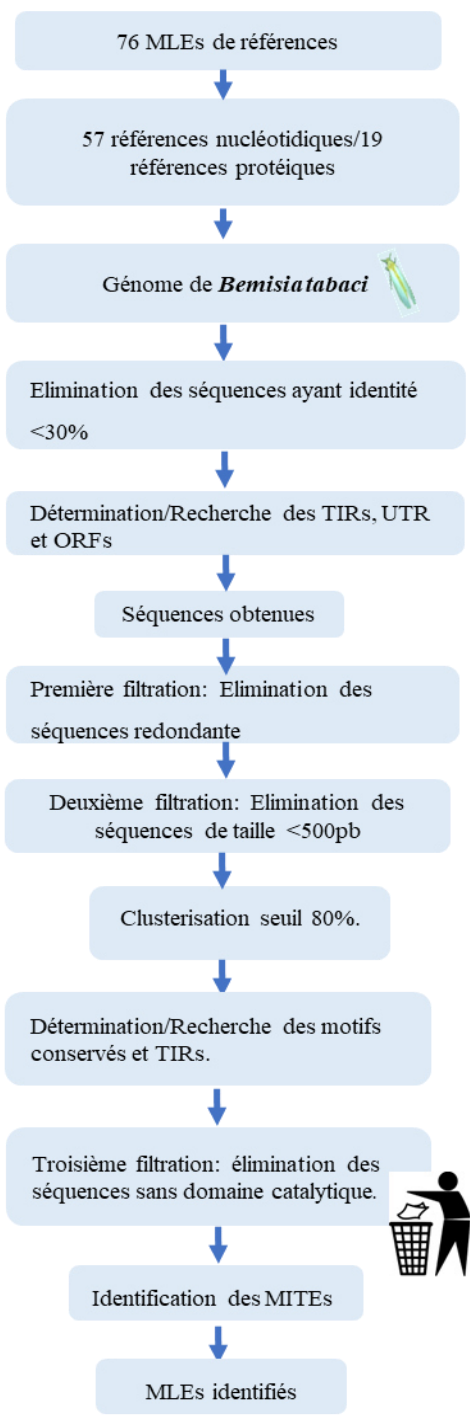 76 MLEs de références
57 références nucléotidiques/19
références protéiques
Génome de Bemisia tabaci
Elimination des séquences ayant identité
<30%
Détermination/Recherche des TIRs, UTR
et ORFs
Séquences obtenues
Première filtration: Elimination des
séquences redondante
Deuxième filtration: Elimination des
séquences de taille <500pb
Clusterisation seuil 80%.
Détermination/Recherche des motifs
conservés et TIRs.
Troisième filtration: élimination des
séquences sans domaine catalytique.
Identification des MITEs
MLEs identifiés